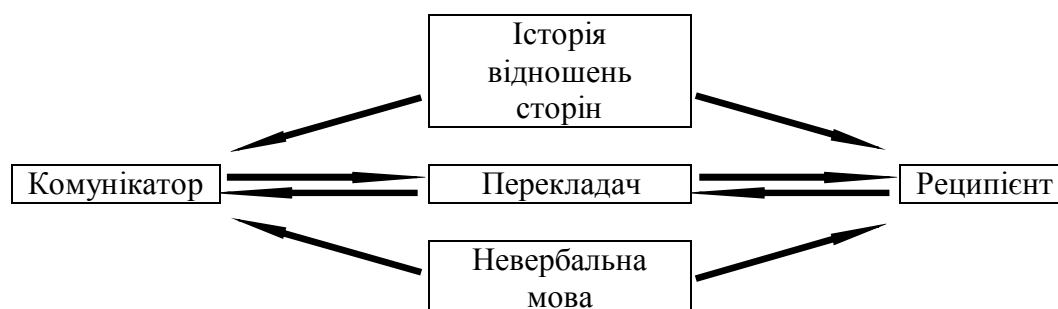 Історія
відношень
сторін
Комунікатор
Перекладач
Реципієнт
Невербальна
мова